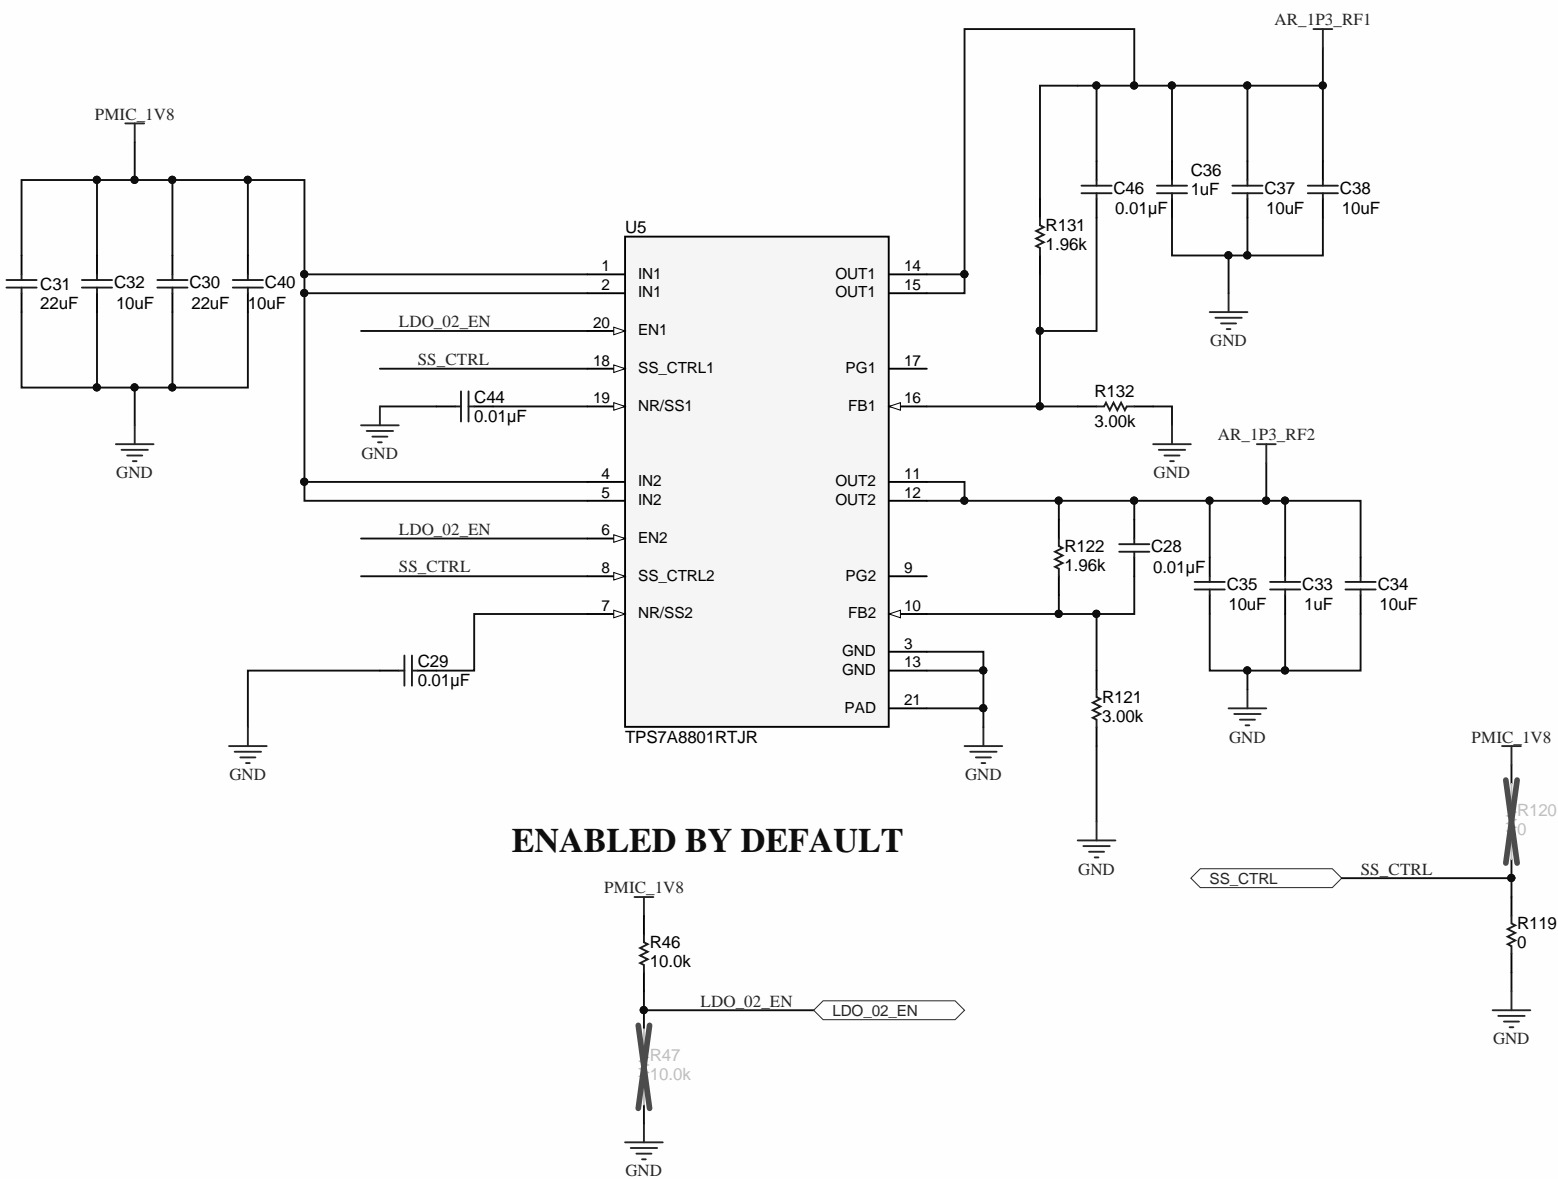 AR_1P3_RF1
PMIC_1V8
C31
22uF
C32
10uF
C30
22uF
C40
10uF
GND
R131
1.96k
C46
0.01µF
C36
1uF
C37
10uF
C38
10uF
GND
U5
1
IN1
2
IN1
LDO_02_EN
20
EN1
SS_CTRL
18
SS_CTRL1
C44
0.01µF
19
NR/SS1
GND
4
IN2
5
IN2
LDO_02_EN
6
EN2
SS_CTRL
8
SS_CTRL2
7
NR/SS2
C29
0.01µF
GND
OUT1
14
OUT1
15
PG1
17
FB1
16
R132
3.00k
GND
AR_1P3_RF2
OUT2
11
OUT2
12
PG2
9
FB2
10
GND
3
GND
13
PAD
21
TPS7A8801RTJR
GND
R122
1.96k
C28
0.01µF
C35
10uF
C33
1uF
C34
10uF
GND
R121
3.00k
GND
ENABLED BY DEFAULT
PMIC_1V8
R46
10.0k
LDO_02_EN
LDO_02_EN
R47
10.0k
GND
PMIC_1V8
R120
0
SS_CTRL
SS_CTRL
R119
0
GND